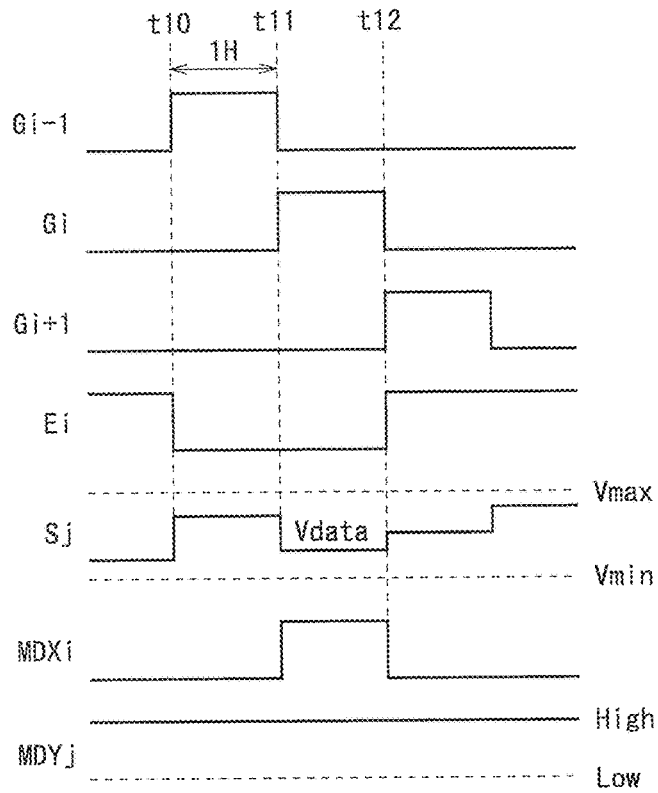 t10 t11 t12
1H
Gi-1
Gi
Gi+1
Ei
Vmax
Sj Vdata
Vmin
MDXi
High
MDYj
Low